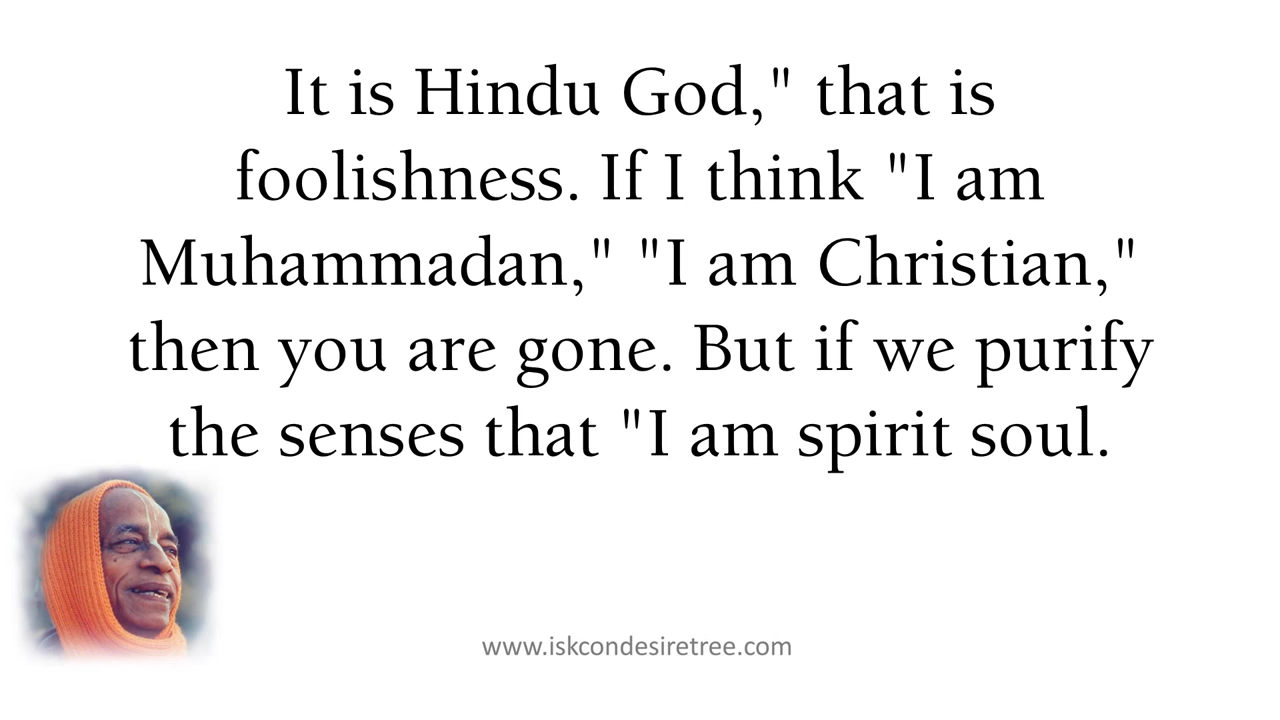 It is Hindu God," that is
foolishness. If I think "I am
Muhammadan," "I am Christian,"
then you are gone. But if we purify
the senses that "I am spirit soul.
www.iskcondesiretree.com